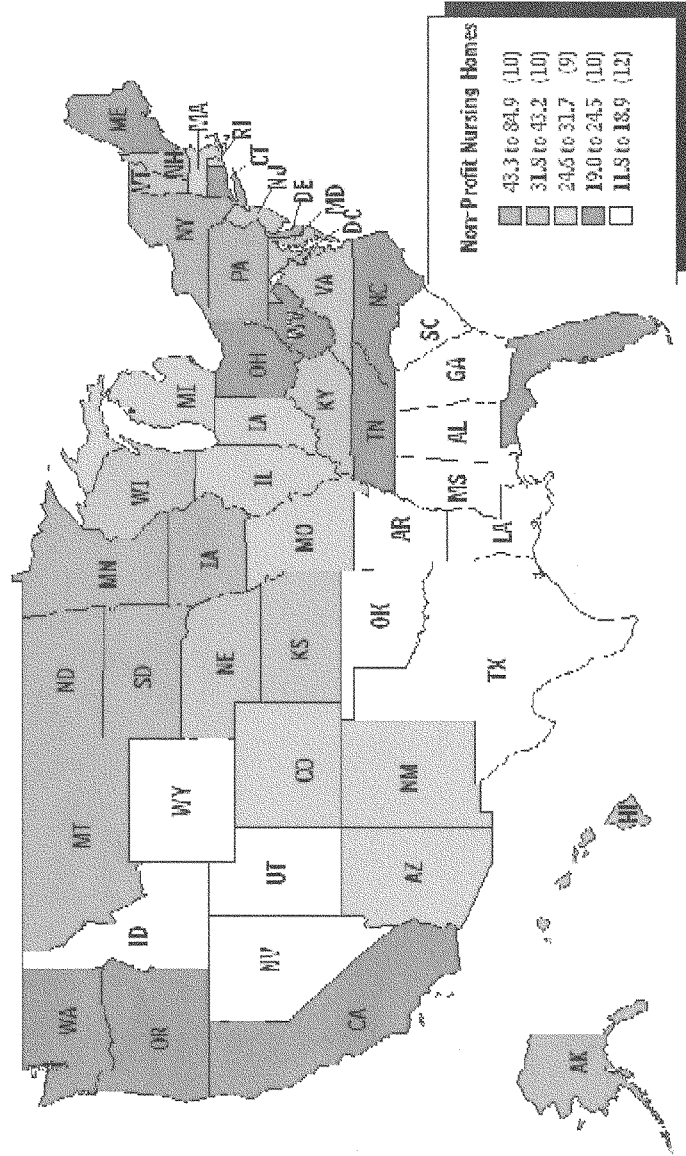 WA
MT
ND
MN
ME
VT
NH
OR
ID
SD
WI
NY
MA
WY
MI
RI
IA
PA
CT
NE
NJ
NV
OH
DE
UT
IL
IA
MD
CO
WV
DC
KS
MO
KY
VA
CA
TN
NC
AZ
NM
OK
AR
SC
MS
AL
GA
TX
LA
AK
HI
Non-Profit Nursing Homes
43.3 to 84.9 (10)
31.8 to 43.2 (10)
24.6 to 31.7 (9)
19.0 to 24.5 (10)
11.8 to 18.9 (12)